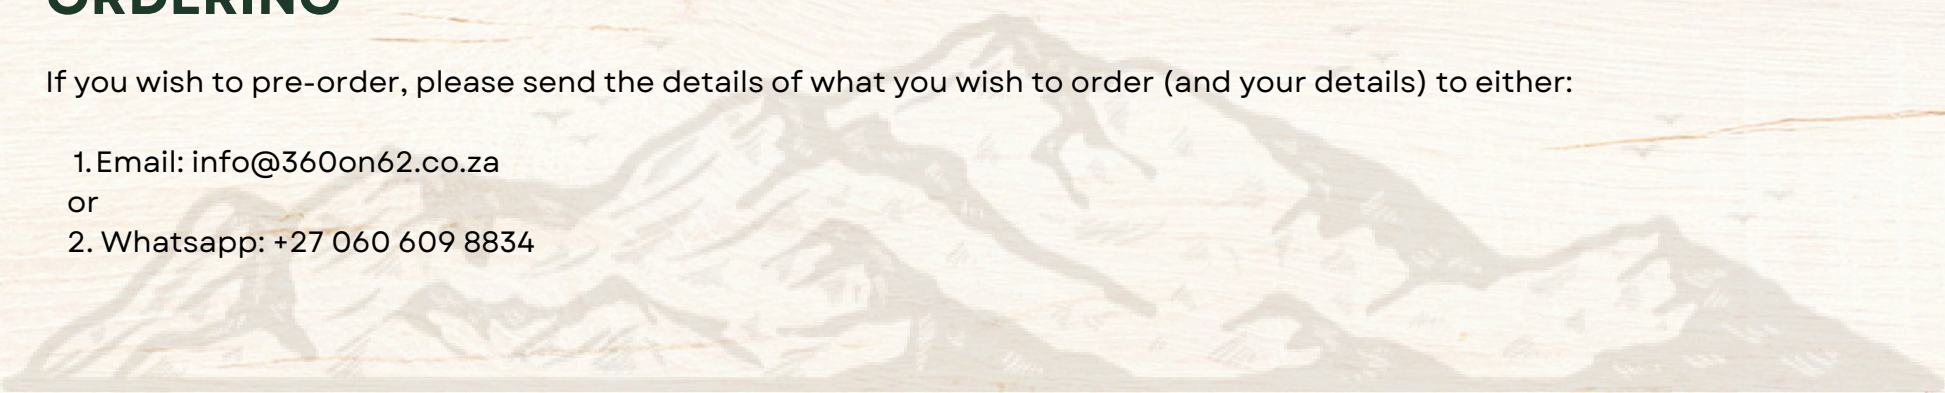 ORDERING
If you wish to pre-order, please send the details of what you wish to order (and your details) to either:
1. Email: info@360on62.co.za
or
2. Whatsapp: +27 060 609 8834